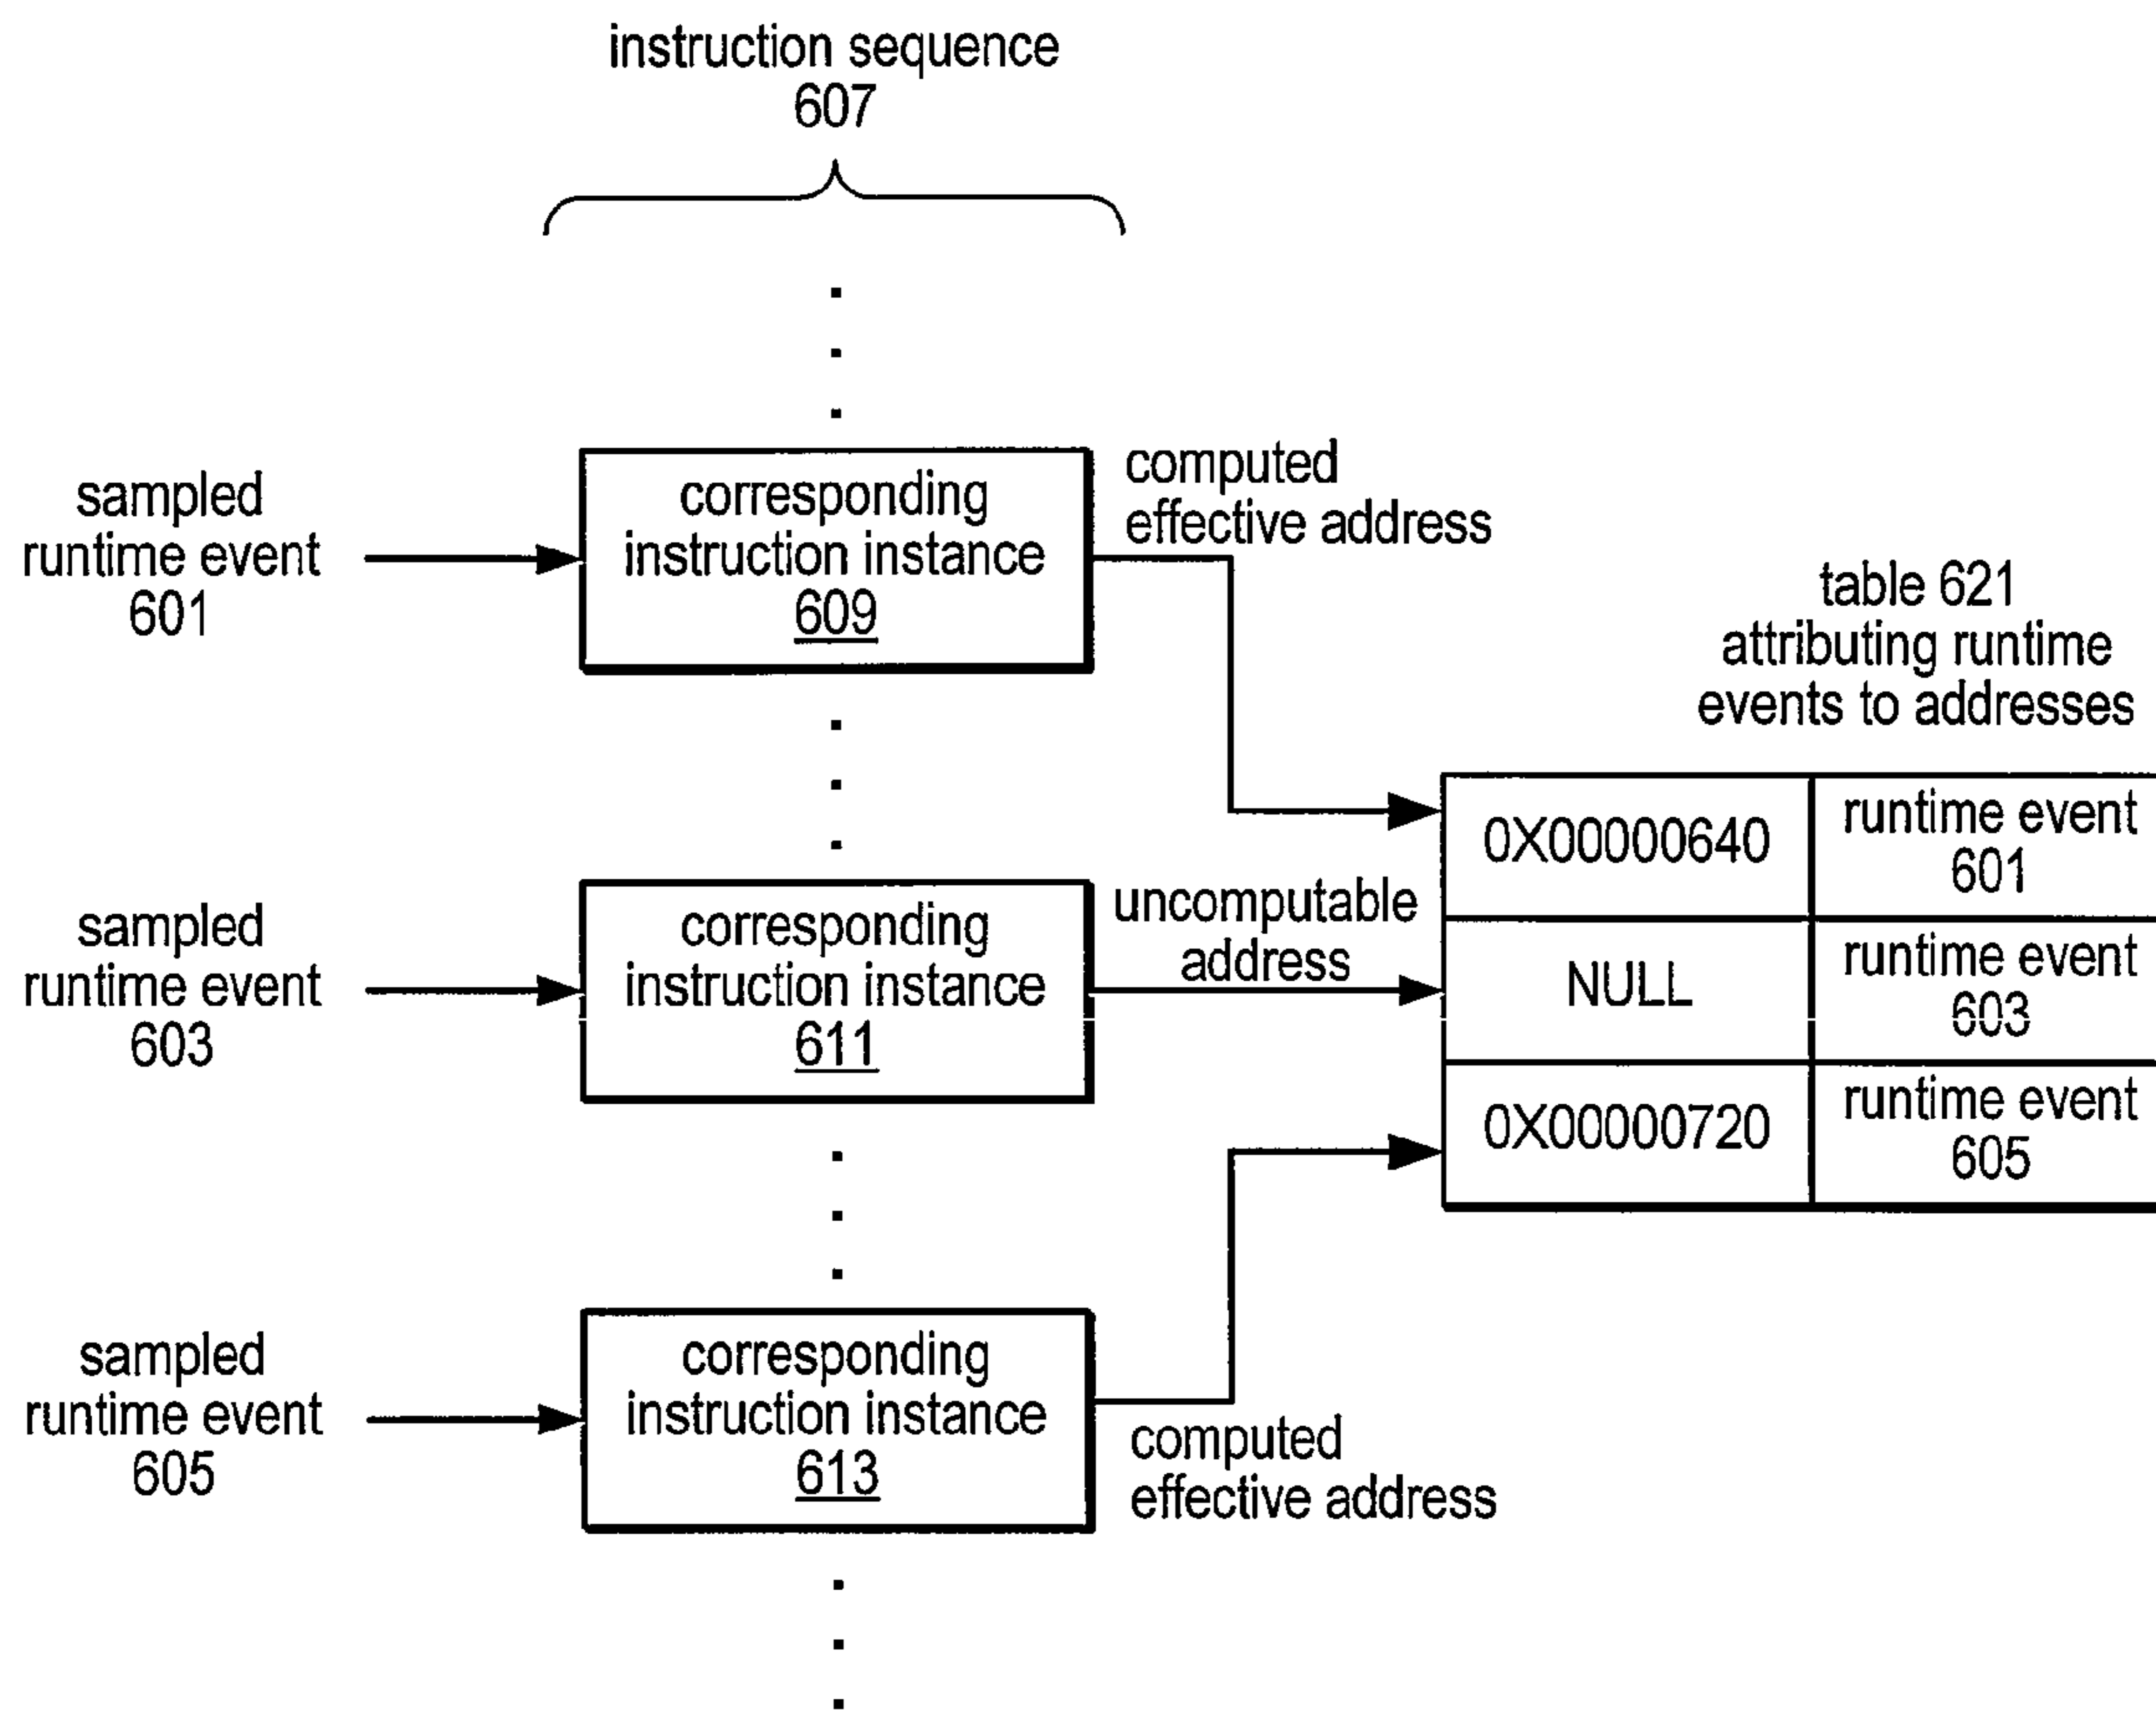 instruction sequence
607
sampled
runtime event
601
corresponding
instruction instance
609
computed
effective address
table 621
attributing runtime
events to addresses
0X00000640
runtime event
601
sampled
runtime event
603
corresponding
instruction instance
611
uncomputable
address
NULL
runtime event
603
0X00000720
runtime event
605
sampled
runtime event
605
corresponding
instruction instance
613
computed
effective address